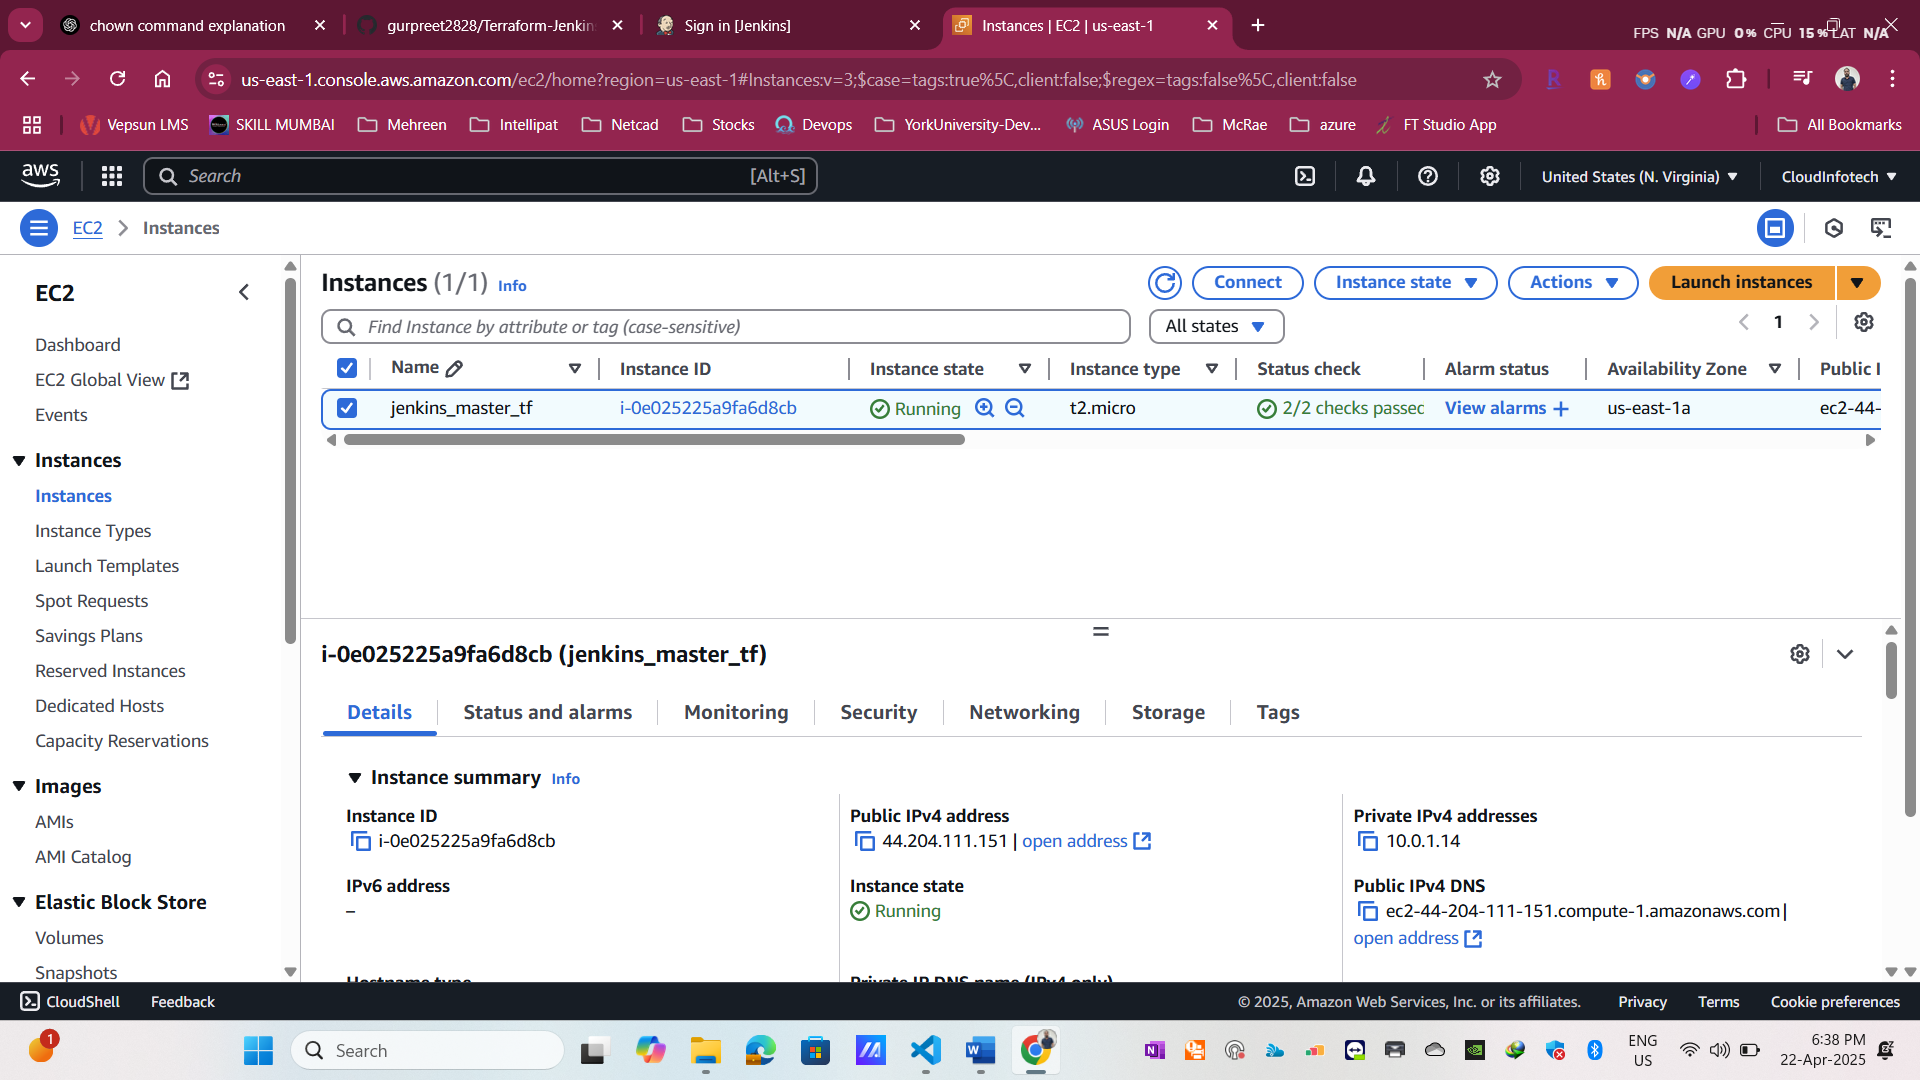 chown command explanation
gurpreet2828/Terraform-Jenkin
Sign in [Jenkins]
Instances | EC2 | us-east-1
FPS N/A GPU 0% CPU 15% LAT N/A
us-east-1.console.aws.amazon.com/ec2/home?region=us-east-1#Instances:v=3;$case=tags:true%5C,client:false;$regex=tags:false%5C,client:false
Vepsun LMS
SKILL MUMBAI
Mehreen
Intellipat
Netcad
Stocks
Devops
YorkUniversity-Dev...
ASUS Login
McRae
azure
FT Studio App
All Bookmarks
aws
Search
[Alt+S]
United States (N. Virginia)
CloudInfotech
EC2
Instances
EC2
Dashboard
EC2 Global View
Events
Instances
Instances
Instance Types
Launch Templates
Spot Requests
Savings Plans
Reserved Instances
Dedicated Hosts
Capacity Reservations
Images
AMIs
AMI Catalog
Elastic Block Store
Volumes
Snapshots
Instances (1/1) Info
Connect
Instance state
Actions
Launch instances
Find Instance by attribute or tag (case-sensitive)
All states
1
Name
Instance ID
Instance state
Instance type
Status check
Alarm status
Availability Zone
Public I
jenkins_master_tf
i-0e025225a9fa6d8cb
Running
t2.micro
2/2 checks passec
View alarms +
us-east-1a
ec2-44-
i-0e025225a9fa6d8cb (jenkins_master_tf)
Details
Status and alarms
Monitoring
Security
Networking
Storage
Tags
Instance summary Info
Instance ID
i-0e025225a9fa6d8cb
Public IPv4 address
44.204.111.151 | open address
Private IPv4 addresses
10.0.1.14
IPv6 address
–
Instance state
Running
Public IPv4 DNS
ec2-44-204-111-151.compute-1.amazonaws.com |
open address
Hostname type
Private IP DNS name (IPv4 only)
CloudShell
Feedback
© 2025, Amazon Web Services, Inc. or its affiliates.
Privacy
Terms
Cookie preferences
1
Search
ENG
US
6:38 PM
22-Apr-2025